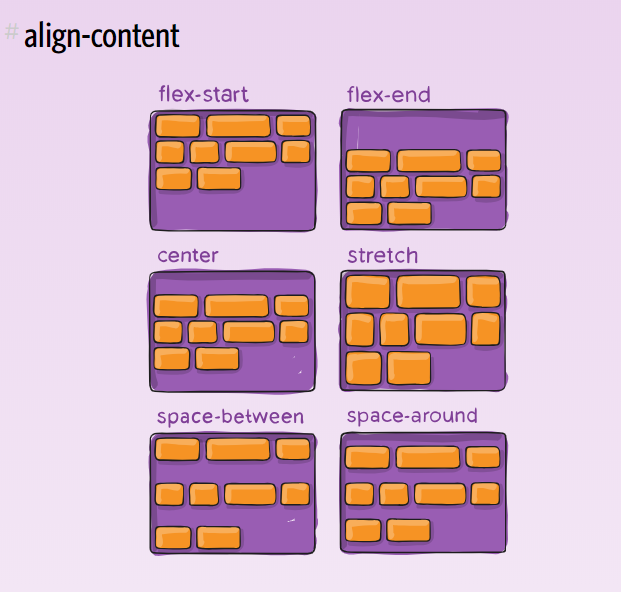 # align-content
flex-start
flex-end
center
stretch
space-between
space-around